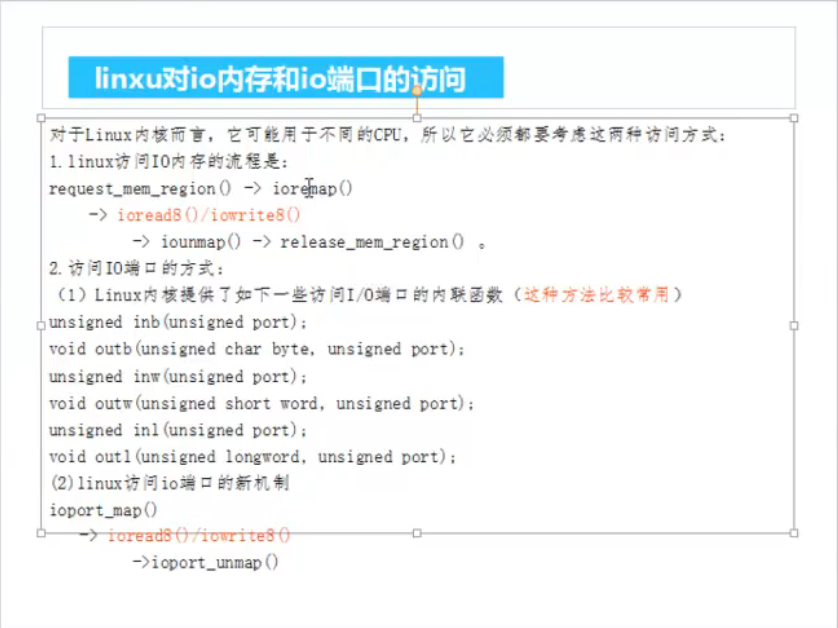 linxu对io内存和io端口的访问
对于Linux内核而言，它可能用于不同的CPU，所以它必须都要考虑这两种访问方式：
1.linux访问IO内存的流程是：
request_mem_region() -> ioremap()
-> ioread8()/iowrite8()
-> iounmap() -> release_mem_region() 。
2.访问IO端口的方式：
（1）Linux内核提供了如下一些访问I/O端口的内联函数（这种方法比较常用）
unsigned inb(unsigned port);
void outb(unsigned char byte, unsigned port);
unsigned inw(unsigned port);
void outw(unsigned short word, unsigned port);
unsigned inl(unsigned port);
void outl(unsigned longword, unsigned port);
(2)linux访问io端口的新机制
ioport_map()
-> ioread8()/iowrite8()
->ioport_unmap()